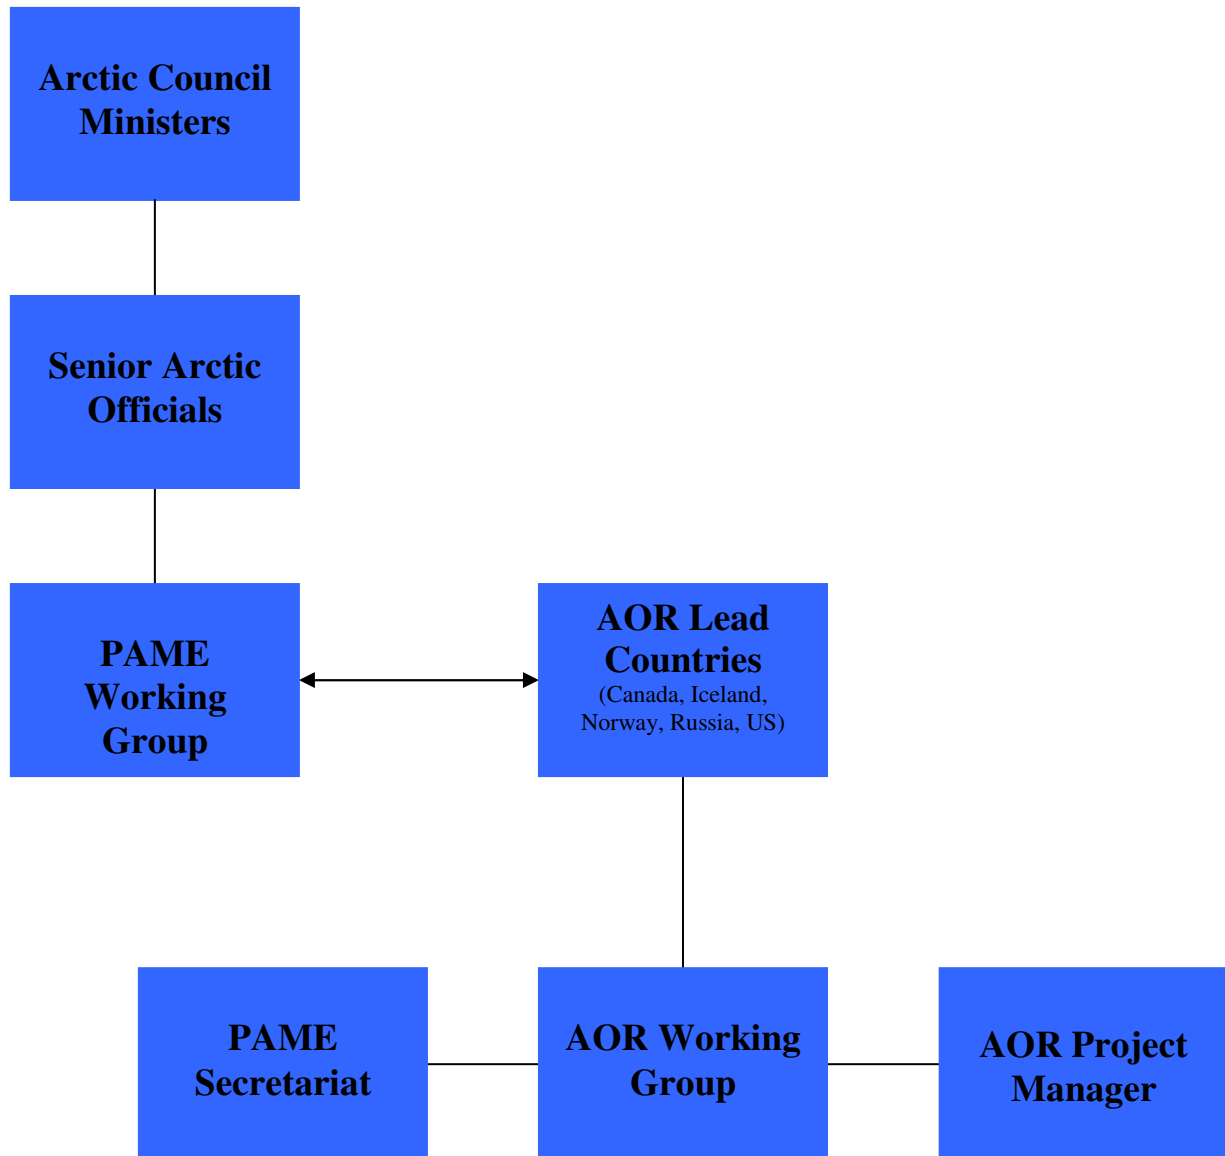 Arctic Council
Ministers
Senior Arctic
Officials
PAME
Working
Group
AOR Lead
Countries
(Canada, Iceland,
Norway, Russia, US)
PAME
Secretariat
AOR Working
Group
AOR Project
Manager